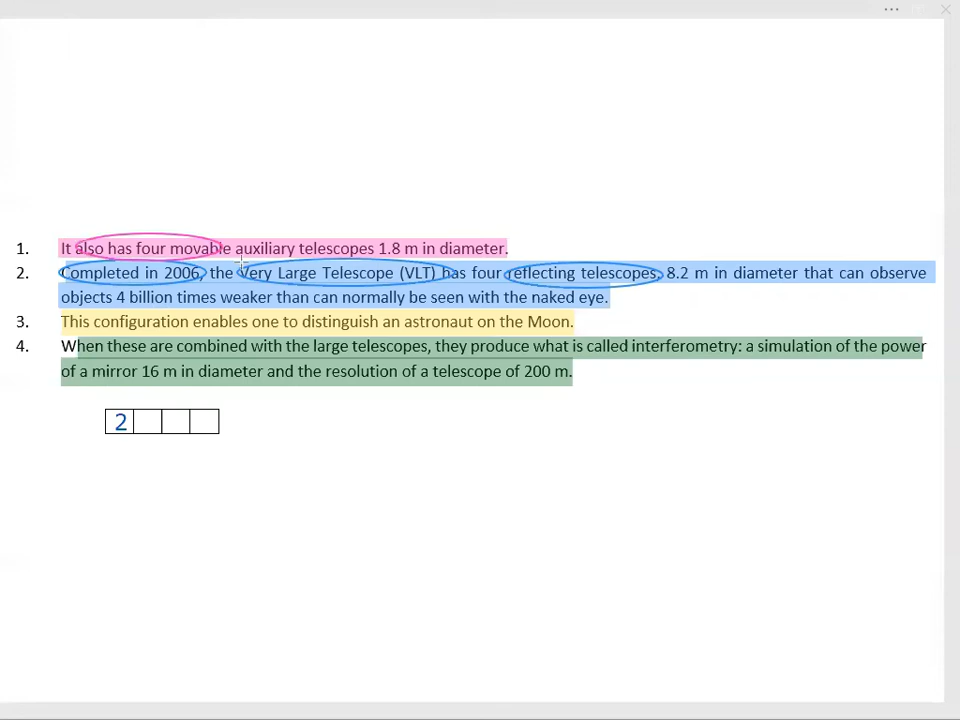 1. It also has four movable auxiliary telescopes 1.8 m in diameter.
2. Completed in 2006, the Very Large Telescope (VLT) has four reflecting telescopes, 8.2 m in diameter that can observe
objects 4 billion times weaker than can normally be seen with the naked eye.
3. This configuration enables one to distinguish an astronaut on the Moon.
4. When these are combined with the large telescopes, they produce what is called interferometry: a simulation of the power
of a mirror 16 m in diameter and the resolution of a telescope of 200 m.
2